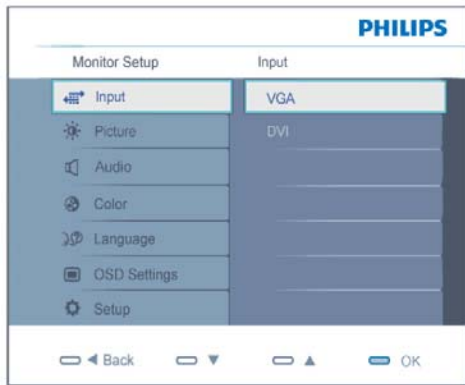 PHILIPS
Monitor Setup
Input
Input
VGA
Picture
DVI
Audio
Color
Language
OSD Settings
Setup
Back
OK